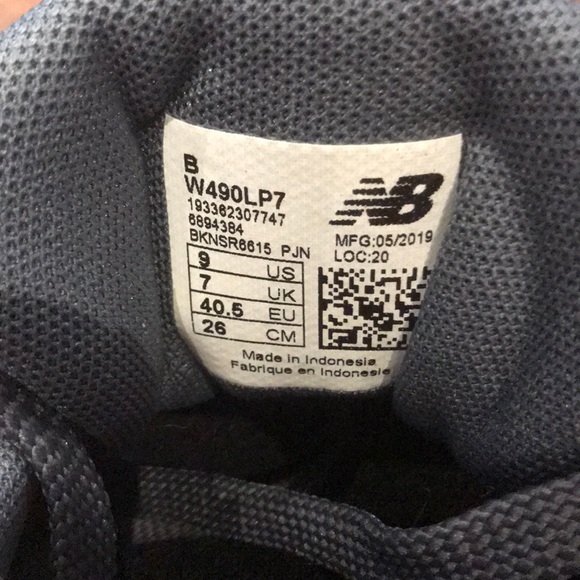 B
W490LP7
193362307747
6894384
BKNSR6615 PJN
NB
MFG:05/2019
LOC:20
9 US
7 UK
40.5 EU
26 CM
Made in Indonesia
Fabrique en Indonesie